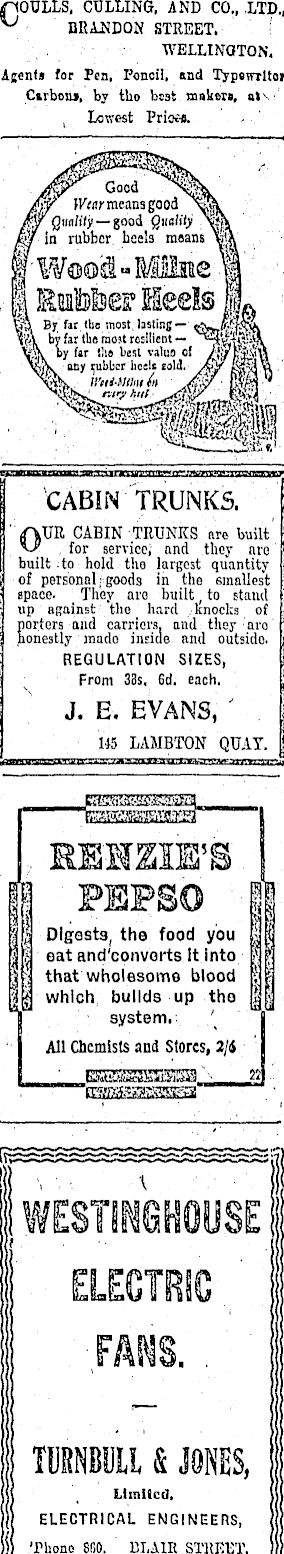 COULLS, CULLING, AND CO., LTD.,
BRANDON STREET,
WELLINGTON.
Agents for Pen, Pencil, and Typewriter
Carbons, by the best makers, at
Lowest Prices.
Good
Wear means good
Quality — good Quality
in rubber heels means
Wood-Milne
Rubber Heels
By far the most lasting —
by far the most resilient —
by far the best value of
any rubber heels sold.
Wood-Milne on
every heel
CABIN TRUNKS.
OUR CABIN TRUNKS are built
for service, and they are
built to hold the largest quantity
of personal goods in the smallest
space. They are built to stand
up against the hard knocks of
porters and carriers, and they are
honestly made inside and outside.
REGULATION SIZES,
From 38s. 6d. each.
J. E. EVANS,
145 LAMBTON QUAY.
RENZIE'S
PEPSO
Digests the food you
eat and converts it into
that wholesome blood
which builds up the
system.
All Chemists and Stores, 2/6
22
WESTINGHOUSE
ELECTRIC
FANS.
TURNBULL & JONES,
Limited,
ELECTRICAL ENGINEERS,
'Phone 860. BLAIR STREET.